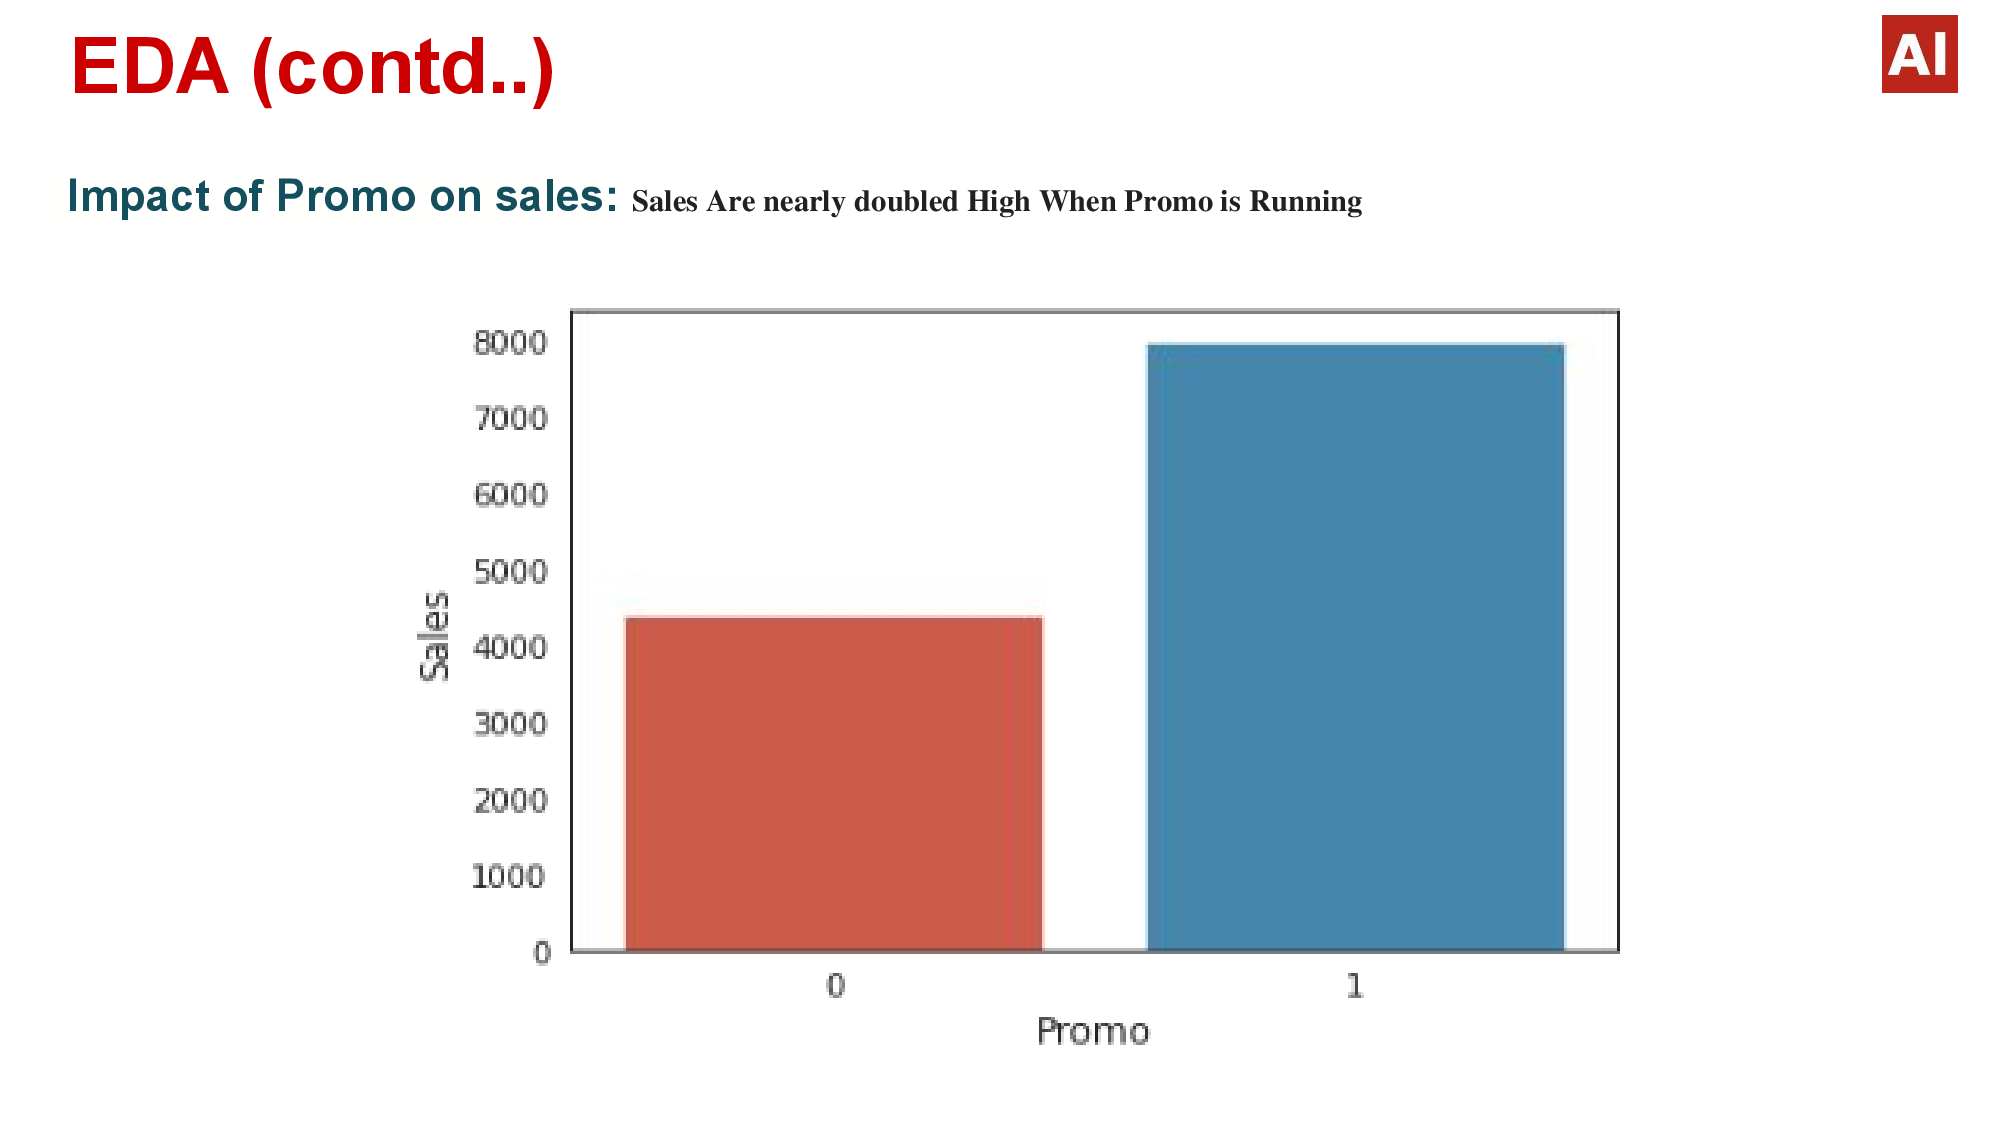 EDA (contd..)
AI
Impact of Promo on sales: Sales Are nearly doubled High When Promo is Running
8000
7000
6000
5000
4000
3000
2000
1000
0
Sales
0 1
Promo